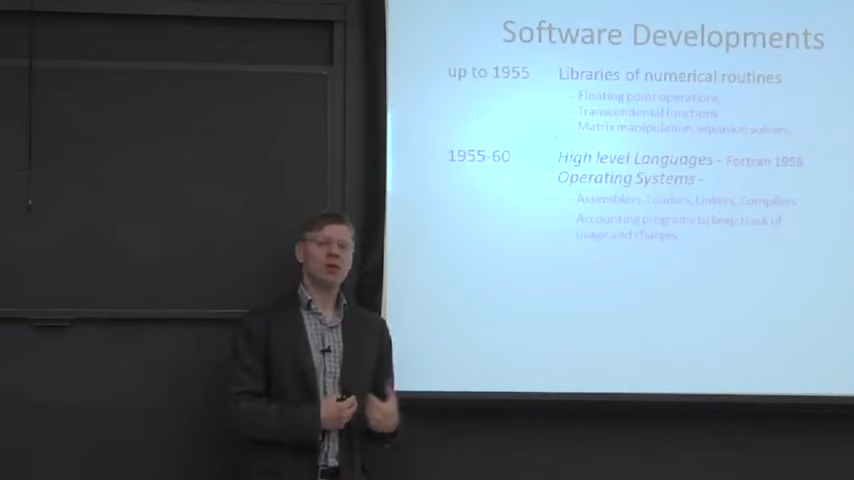 Software Developments
up to 1955 Libraries of numerical routines
- Floating point operations
- Transcendental functions
- Matrix manipulation, equation solvers, . . .
1955-60 High level Languages - Fortran 1956
Operating Systems -
- Assemblers, Loaders, Linkers, Compilers
- Accounting programs to keep track of
usage and charges